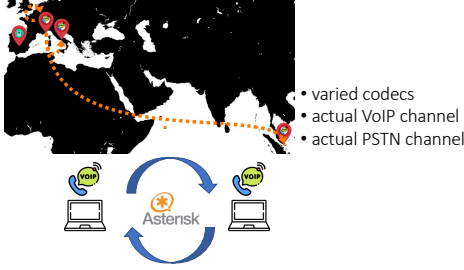 • varied codecs
• actual VoIP channel
• actual PSTN channel
VOIP
VOIP
Asterisk